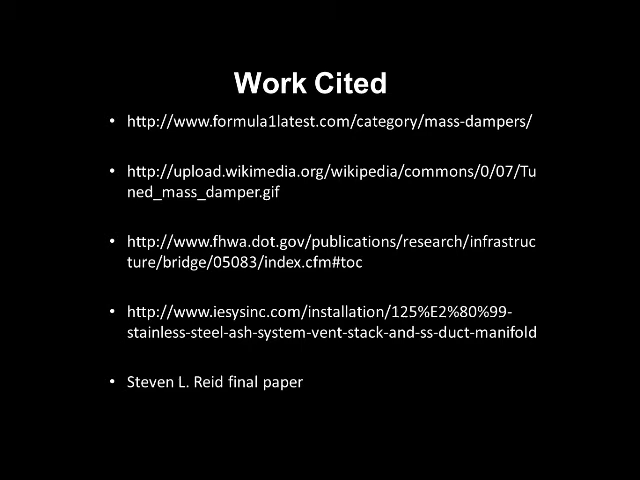 Work Cited
• http://www.formula1latest.com/category/mass-dampers/
• http://upload.wikimedia.org/wikipedia/commons/0/07/Tu
ned_mass_damper.gif
• http://www.fhwa.dot.gov/publications/research/infrastruc
ture/bridge/05083/index.cfm#toc
• http://www.iesysinc.com/installation/125%E2%80%99-
stainless-steel-ash-system-vent-stack-and-ss-duct-manifold
• Steven L. Reid final paper